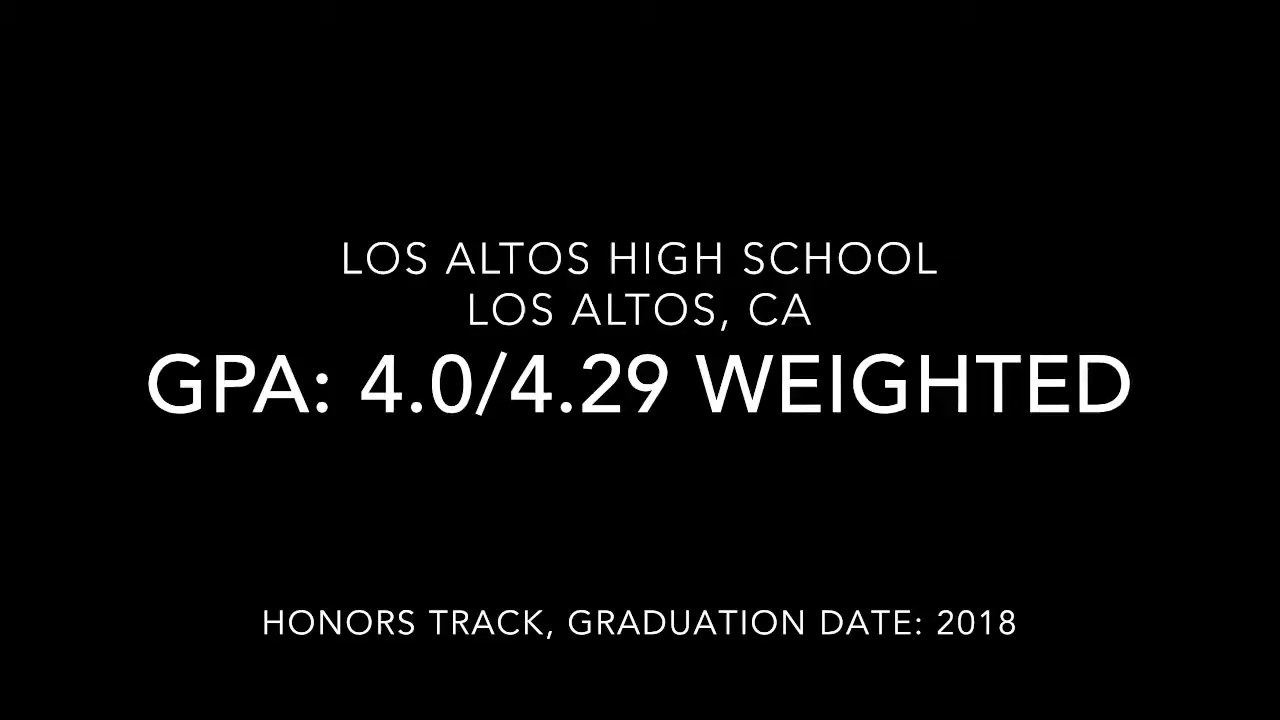 LOS ALTOS HIGH SCHOOL
LOS ALTOS, CA
GPA: 4.0/4.29 WEIGHTED
HONORS TRACK, GRADUATION DATE: 2018